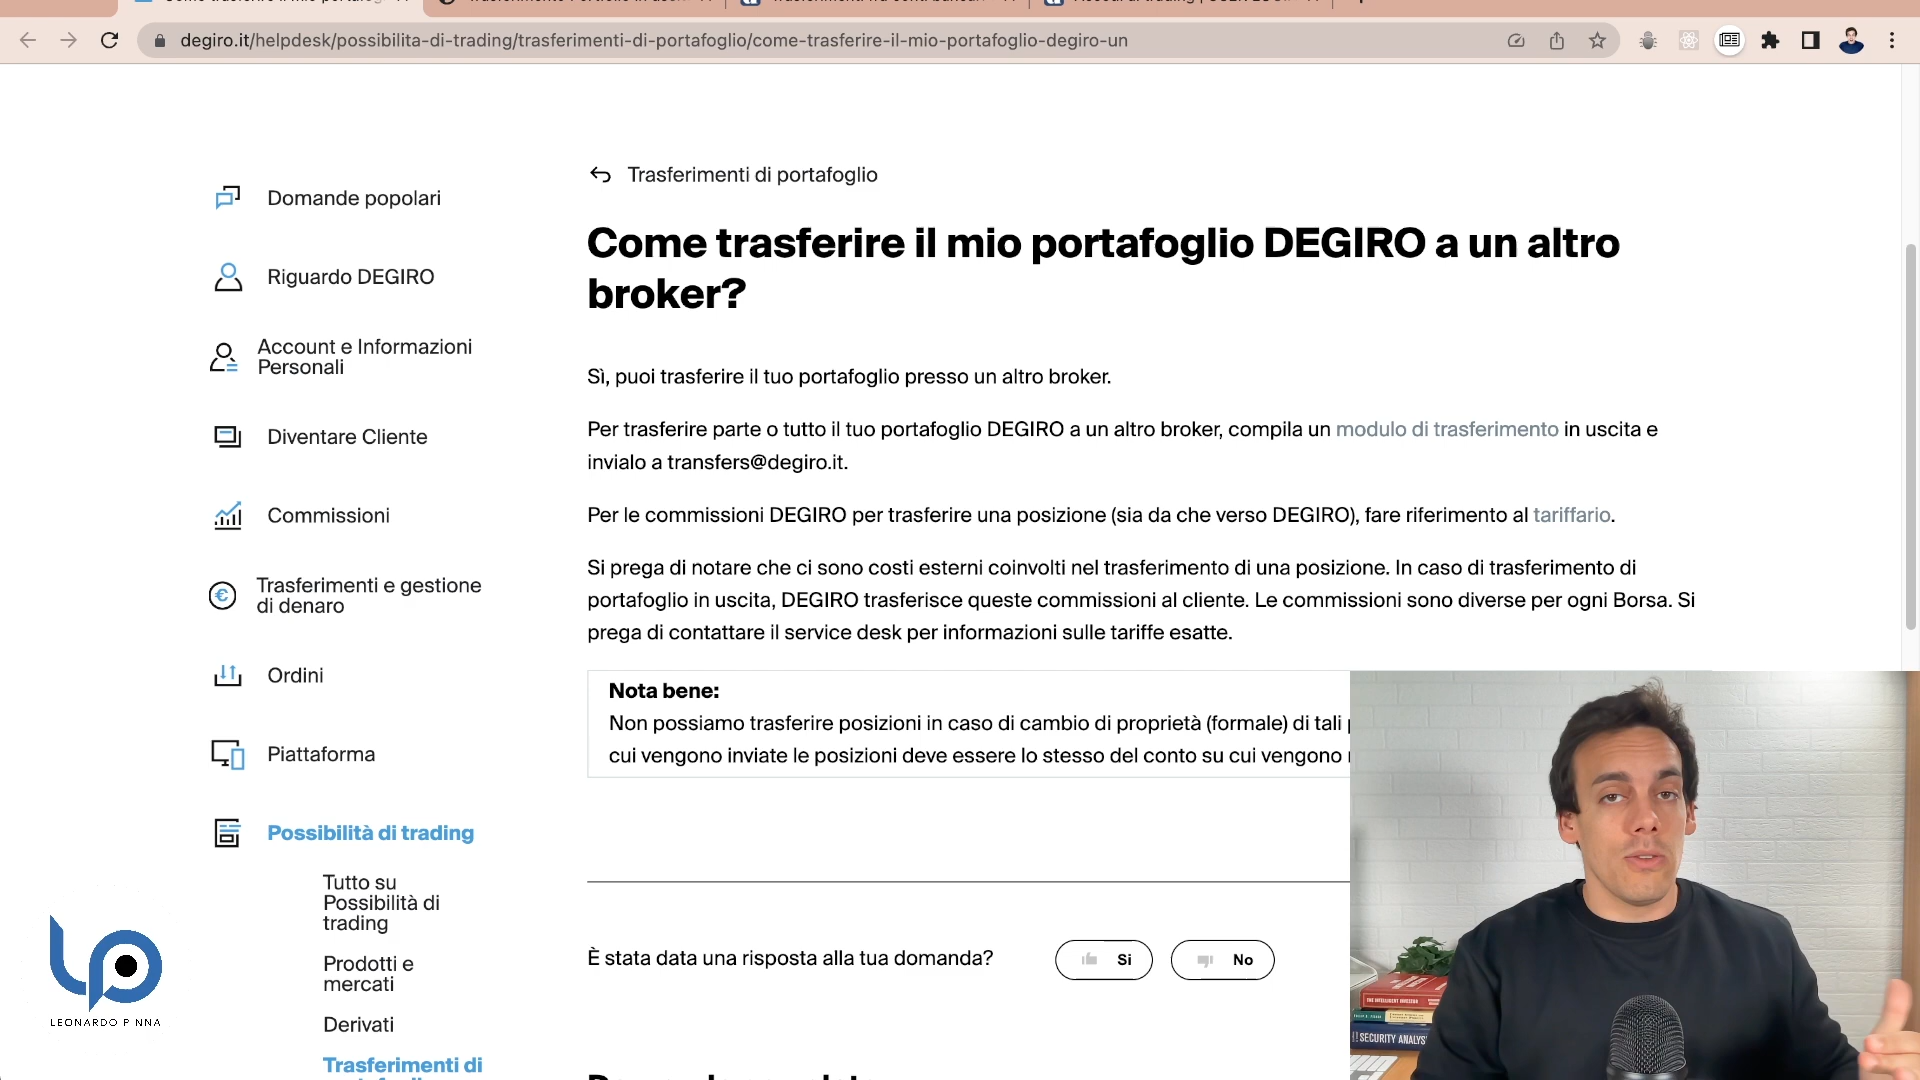 degiro.it/helpdesk/possibilita-di-trading/trasferimenti-di-portafoglio/come-trasferire-il-mio-portafoglio-degiro-un
Domande popolari
Riguardo DEGIRO
Account e Informazioni
Personali
Diventare Cliente
Commissioni
Trasferimenti e gestione
di denaro
Ordini
Piattaforma
Possibilità di trading
Tutto su
Possibilità di
trading
Prodotti e
mercati
Derivati
Trasferimenti di
Trasferimenti di portafoglio
Come trasferire il mio portafoglio DEGIRO a un altro
broker?
Sì, puoi trasferire il tuo portafoglio presso un altro broker.
Per trasferire parte o tutto il tuo portafoglio DEGIRO a un altro broker, compila un modulo di trasferimento in uscita e
invialo a transfers@degiro.it.
Per le commissioni DEGIRO per trasferire una posizione (sia da che verso DEGIRO), fare riferimento al tariffario.
Si prega di notare che ci sono costi esterni coinvolti nel trasferimento di una posizione. In caso di trasferimento di
portafoglio in uscita, DEGIRO trasferisce queste commissioni al cliente. Le commissioni sono diverse per ogni Borsa. Si
prega di contattare il service desk per informazioni sulle tariffe esatte.
Nota bene:
Non possiamo trasferire posizioni in caso di cambio di proprietà (formale) di tali
cui vengono inviate le posizioni deve essere lo stesso del conto su cui vengono
È stata data una risposta alla tua domanda?
Si
No
LEONARDO P NNA
THE INTELLIGENT INVESTOR
SECURITY ANALYS